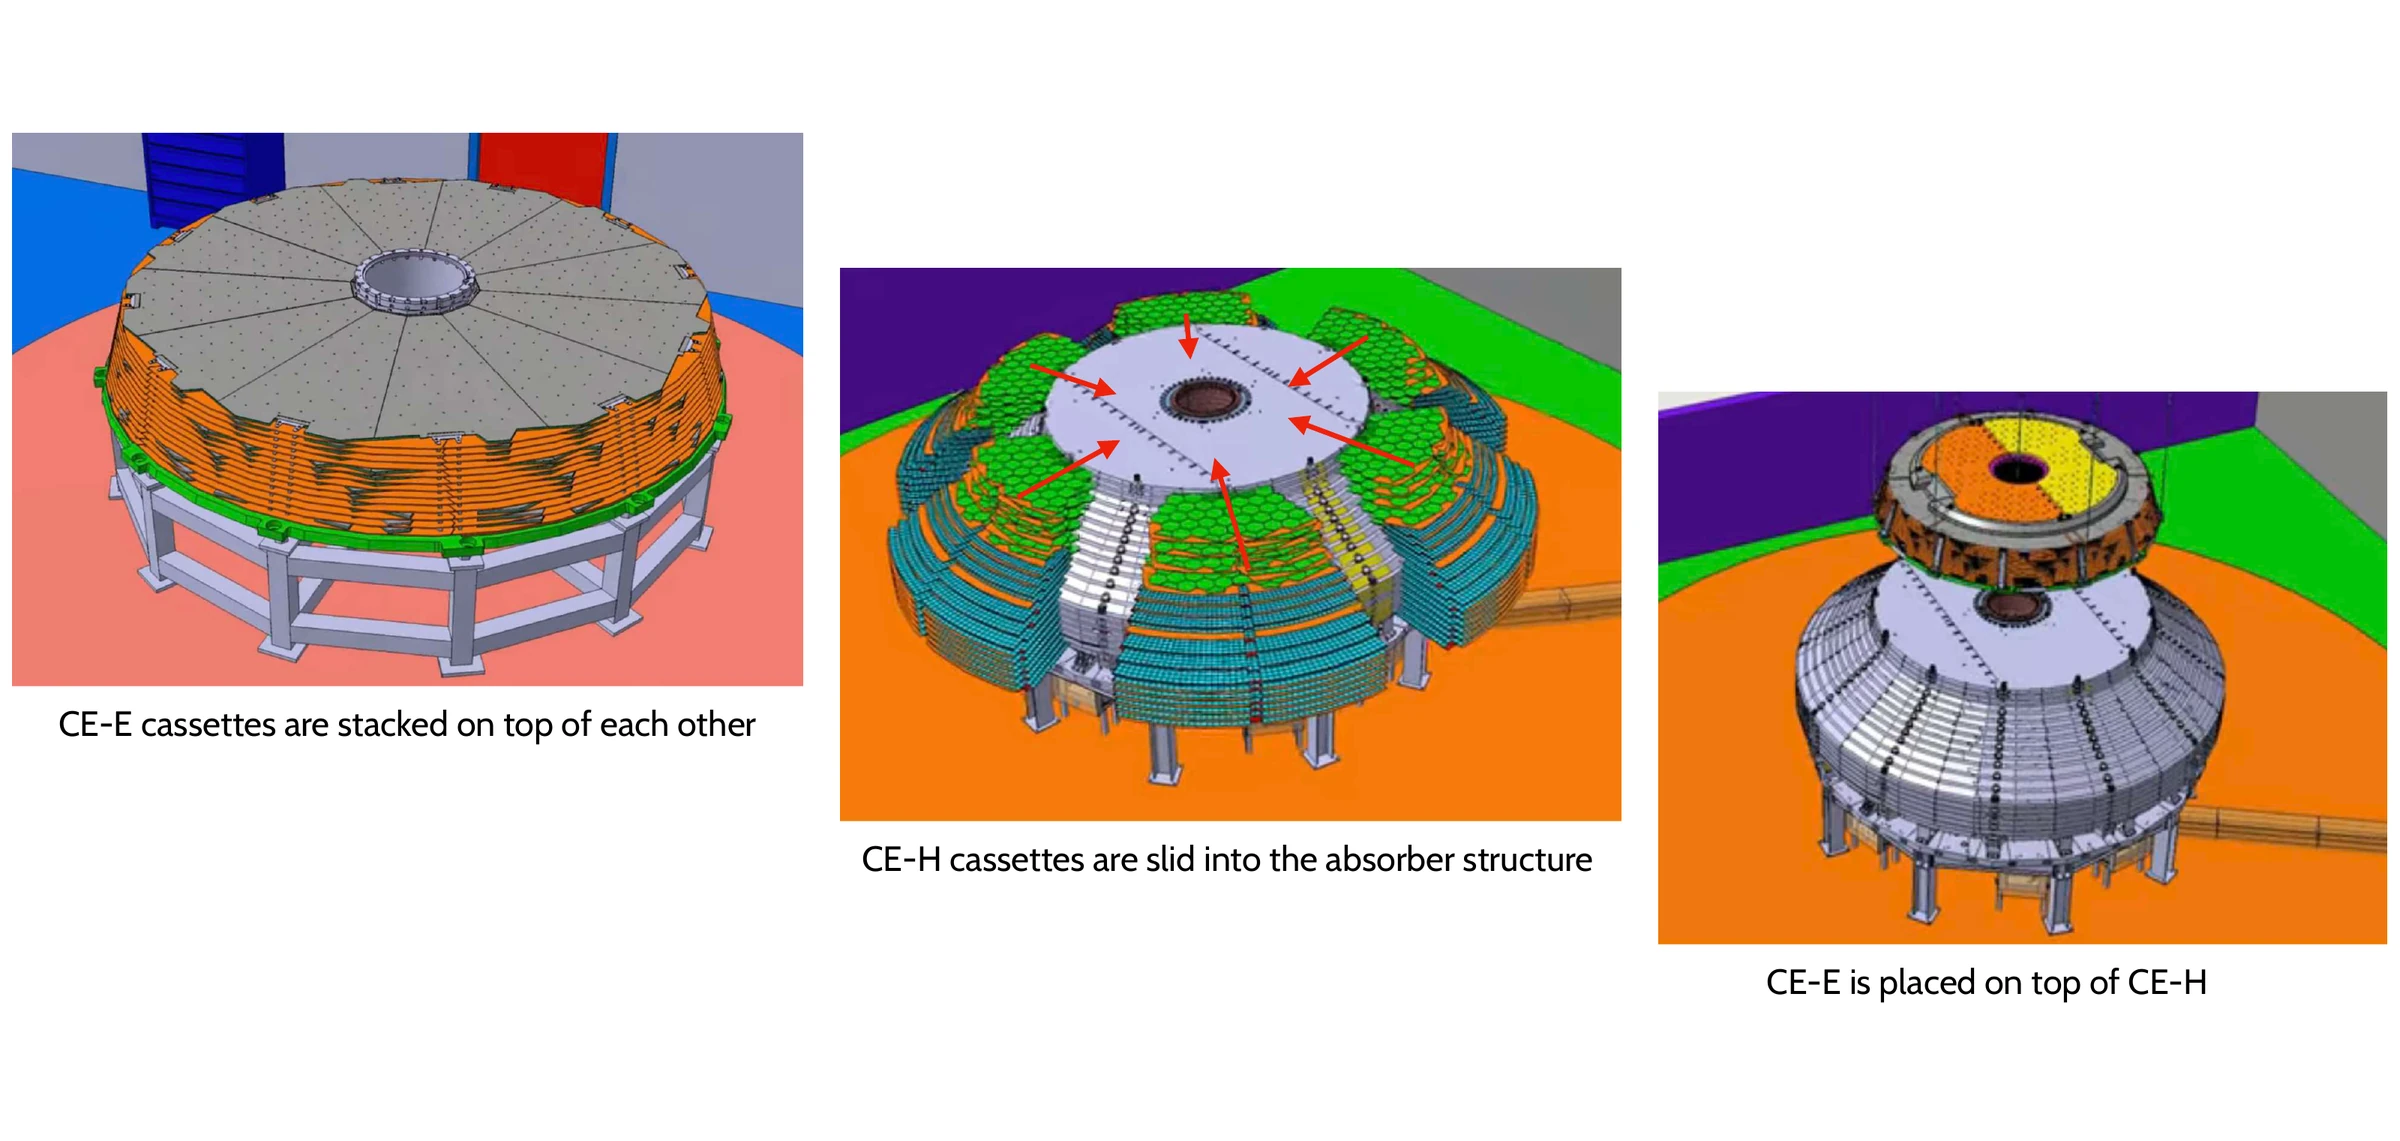 CE-E cassettes are stacked on top of each other
CE-H cassettes are slid into the absorber structure
CE-E is placed on top of CE-H